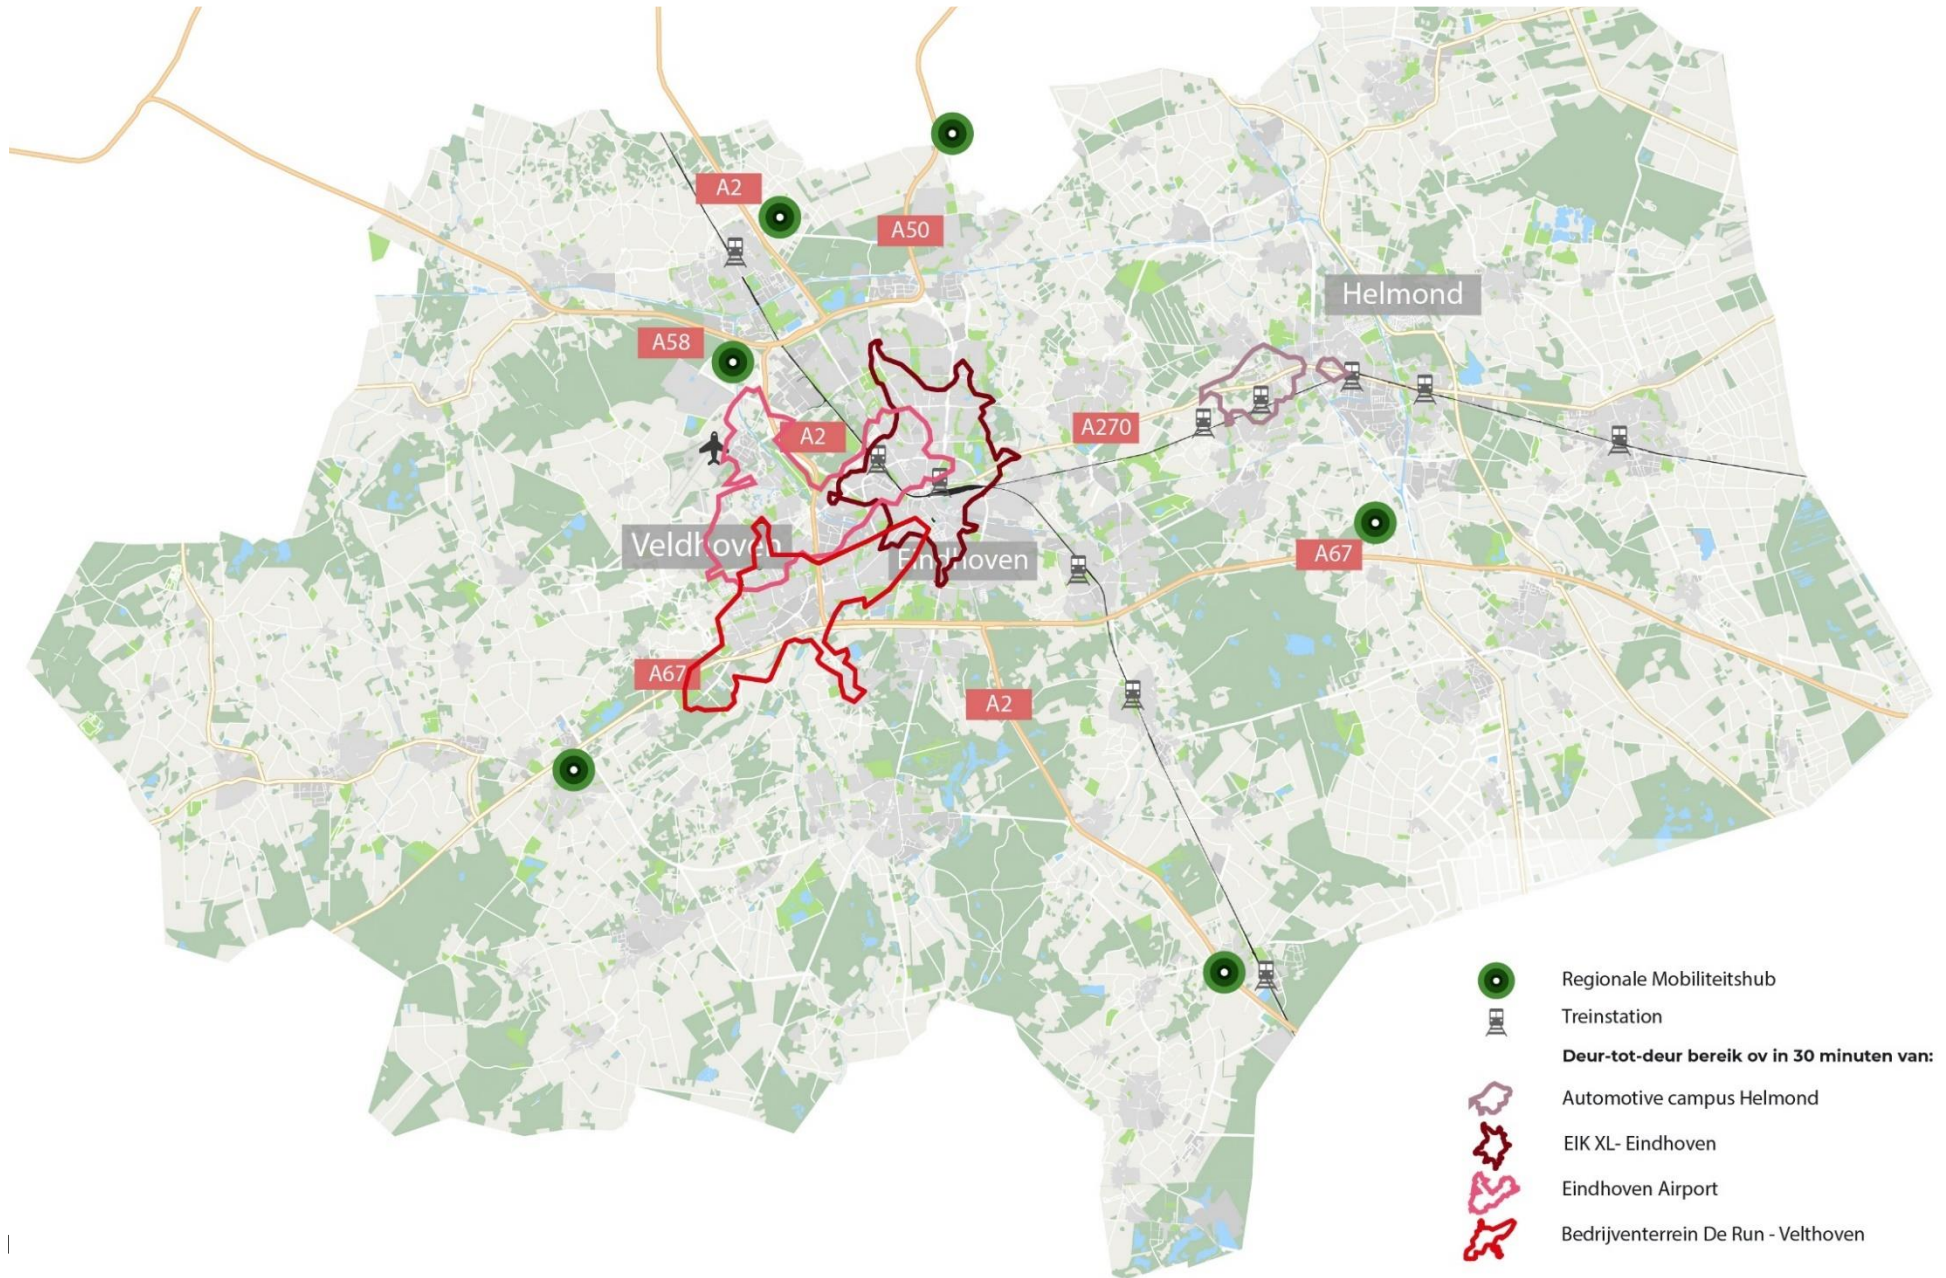 A2
A50
Helmond
A58
A270
A2
Veldhoven
Eindhoven
A67
A67
A2
Regionale Mobiliteitshub
Treinstation
Deur-tot-deur bereik ov in 30 minuten van:
Automotive campus Helmond
EIK XL- Eindhoven
Eindhoven Airport
Bedrijventerrein De Run - Velthoven